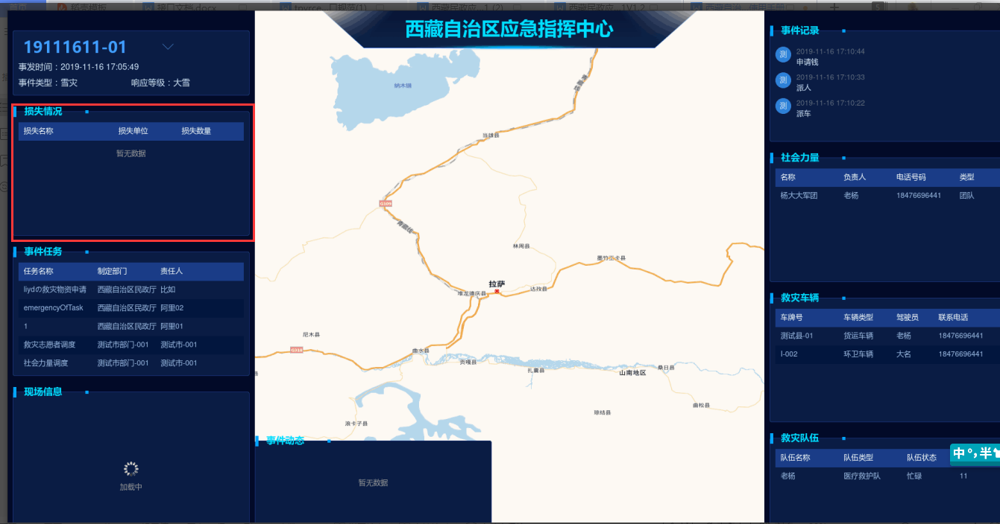 接口文档.docx
西藏自治区应急指挥中心
19111611-01
事发时间：2019-11-16 17:05:49
事件类型：雪灾 响应等级：大雪
损失情况
损失名称 损失单位 损失数量
暂无数据
事件任务
任务名称 制定部门 责任人
liydの救灾物资申请 西藏自治区民政厅 比如
emergencyOfTask 西藏自治区民政厅 阿里02
1 西藏自治区民政厅 阿里01
救灾志愿者调度 测试市部门-001 测试市-001
社会力量调度 测试市部门-001 测试市-001
现场信息
加载中
纳木错
当雄县
G109
青藏线
林周县
墨竹工卡县
拉萨
堆龙德庆县
达孜县
尼木县
G318
曲水县
贡嘎县
扎囊县
桑日县
山南地区
曲松县
琼结县
浪卡子县
事件动态
暂无数据
事件记录
测 2019-11-16 17:10:44
申请钱
测 2019-11-16 17:10:33
派人
测 2019-11-16 17:10:22
派车
社会力量
名称 负责人 电话号码 类型
杨大大军团 老杨 18476696441 团队
救灾车辆
车牌号 车辆类型 驾驶员 联系电话
测试县-01 货运车辆 老杨 18476696441
I-002 环卫车辆 大名 18476696441
救灾队伍
队伍名称 队伍类型 队伍状态
老杨 医疗救护队 忙碌 11
中 °, 半